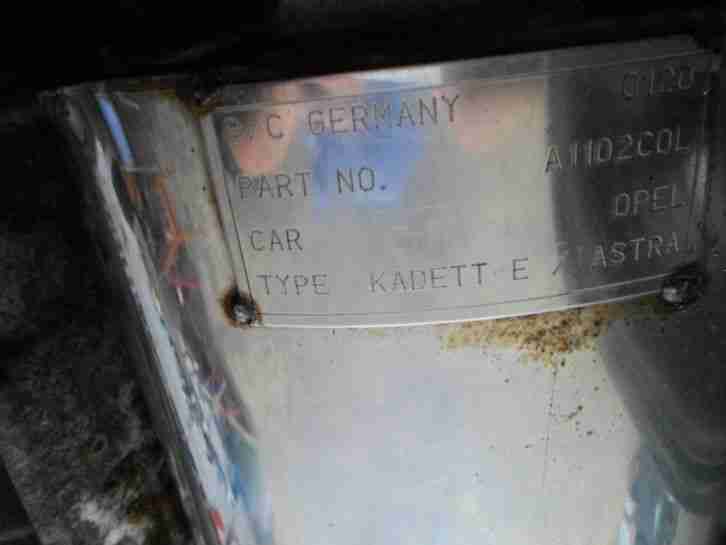 /C GERMANY 0120
PART NO. A1102COL
CAR OPEL
TYPE KADETT E / ASTRA